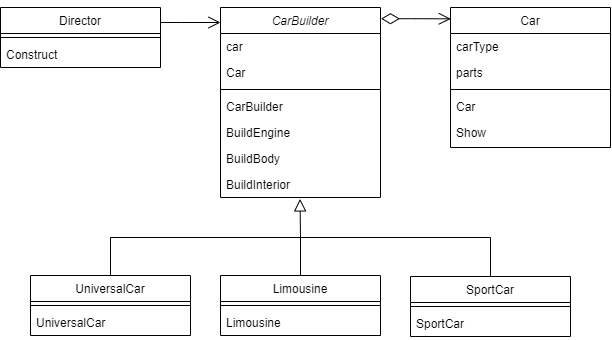 Director
Construct
CarBuilder
car
Car
CarBuilder
BuildEngine
BuildBody
BuildInterior
Car
carType
parts
Car
Show
UniversalCar
UniversalCar
Limousine
Limousine
SportCar
SportCar